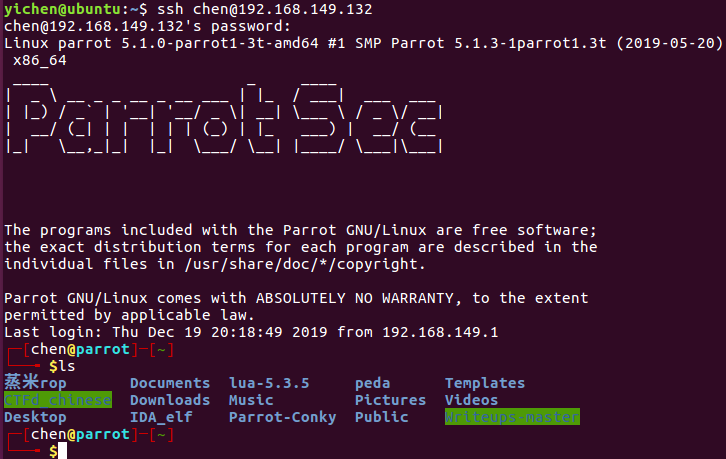 yichen@ubuntu:~$ ssh chen@192.168.149.132
chen@192.168.149.132's password:
Linux parrot 5.1.0-parrot1-3t-amd64 #1 SMP Parrot 5.1.3-1parrot1.3t (2019-05-20)
x86_64
Parrot Sec
The programs included with the Parrot GNU/Linux are free software;
the exact distribution terms for each program are described in the
individual files in /usr/share/doc/*/copyright.
Parrot GNU/Linux comes with ABSOLUTELY NO WARRANTY, to the extent
permitted by applicable law.
Last login: Thu Dec 19 20:18:49 2019 from 192.168.149.1
┌─[chen@parrot]─[~]
└──╼ $ls
蒸米rop Documents lua-5.3.5 peda Templates
CTFd_chinese Downloads Music Pictures Videos
Desktop IDA_elf Parrot-Conky Public Writeups-master
┌─[chen@parrot]─[~]
└──╼ $